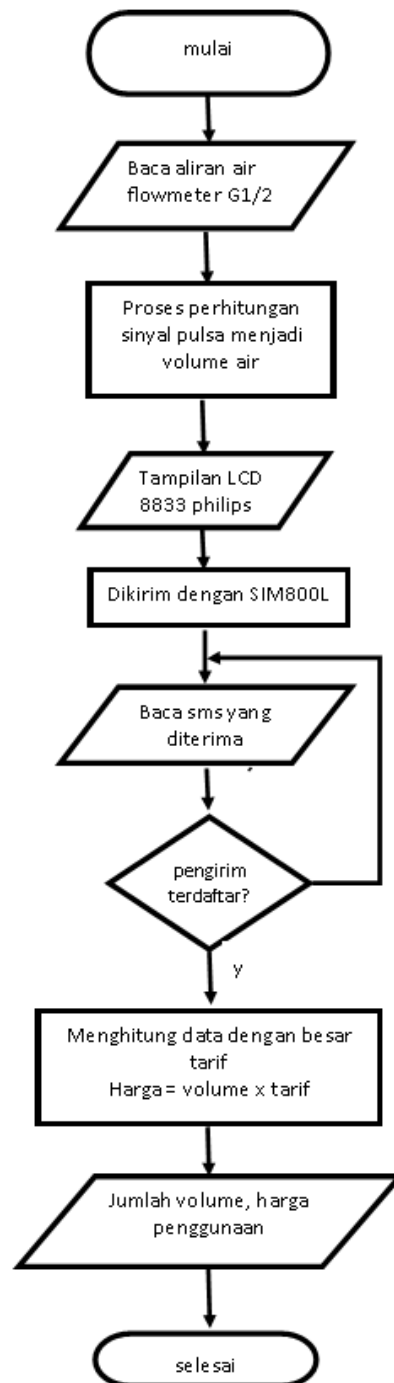 mulai
Baca aliran air
flowmeter G1/2
Proses perhitungan
sinyal pulsa menjadi
volume air
Tampilan LCD
8833 philips
Dikirim dengan SIM800L
Baca sms yang
diterima
pengirim
terdaftar?
y
Menghitung data dengan besar
tarif
Harga = volume x tarif
Jumlah volume, harga
penggunaan
selesai